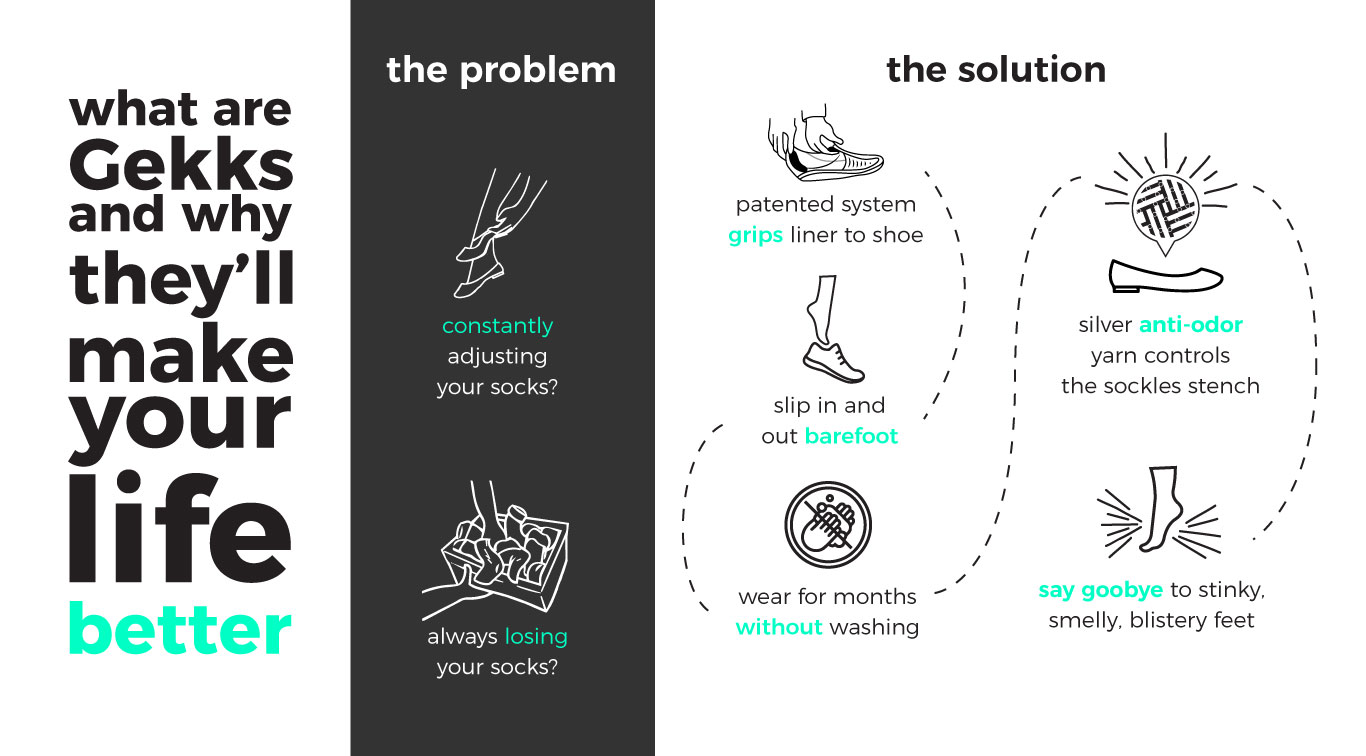 what are
Gekks
and why
they'll
make
your
life
better
the problem
constantly
adjusting
your socks?
always losing
your socks?
the solution
patented system
grips liner to shoe
slip in and
out barefoot
wear for months
without washing
silver anti-odor
yarn controls
the sockles stench
say goobye to stinky,
smelly, blistery feet